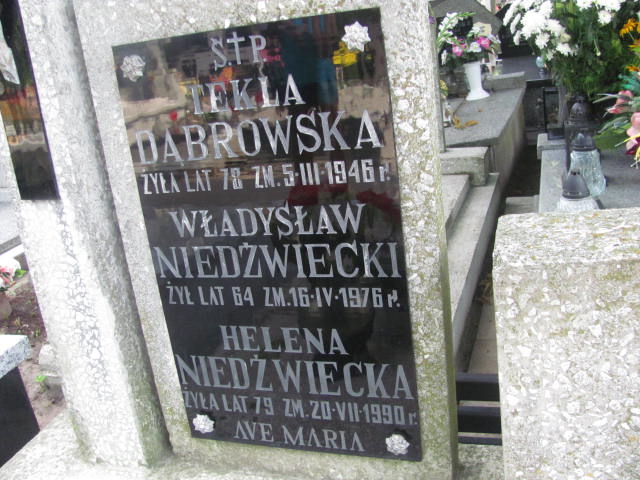 Ś.†P.
TEKLA
DĄBROWSKA
ŻYŁA LAT 78 ZM. 5-III-1946 r.
WŁADYSŁAW
NIEDŹWIECKI
ŻYŁ LAT 64 ZM. 16-IV-1976 r.
HELENA
NIEDŹWIECKA
ŻYŁA LAT 79 ZM. 20-VII-1990 r.
AVE MARIA